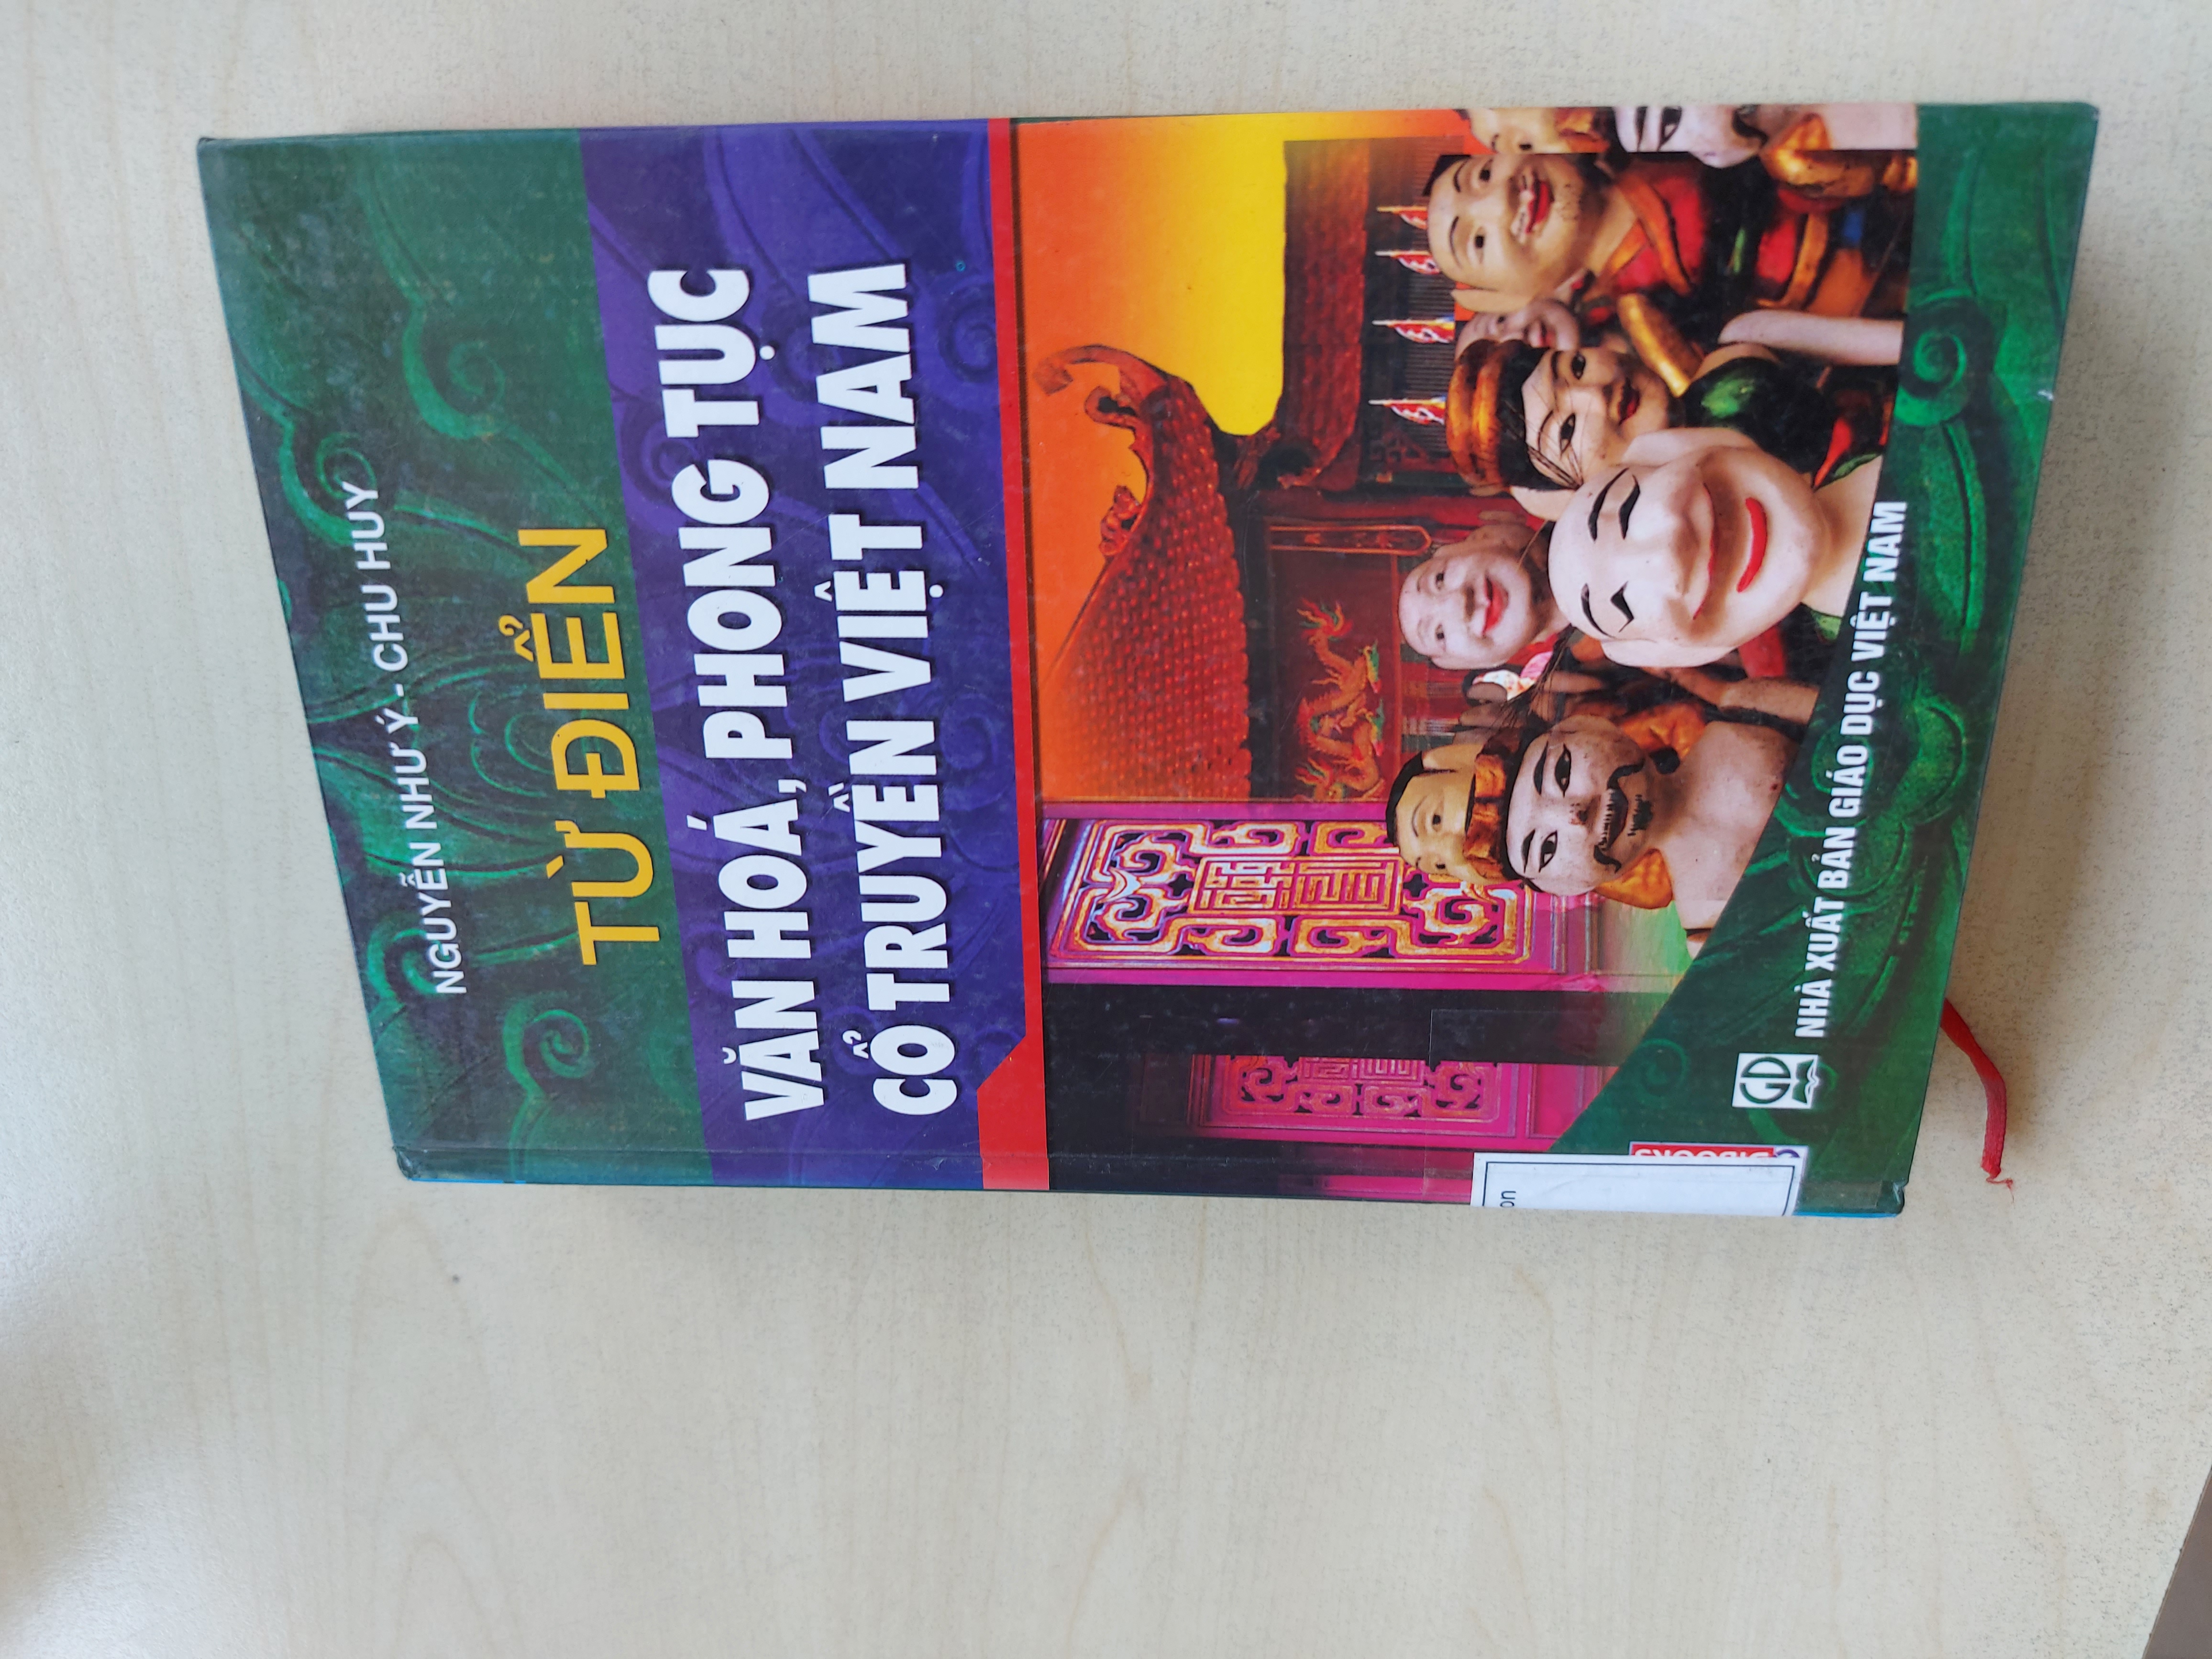 NGUYỄN NHƯ Ý - CHU HUY
TỪ ĐIỂN
VĂN HOÁ, PHONG TỤC
CỔ TRUYỀN VIỆT NAM
GD
NHÀ XUẤT BẢN GIÁO DỤC VIỆT NAM
on